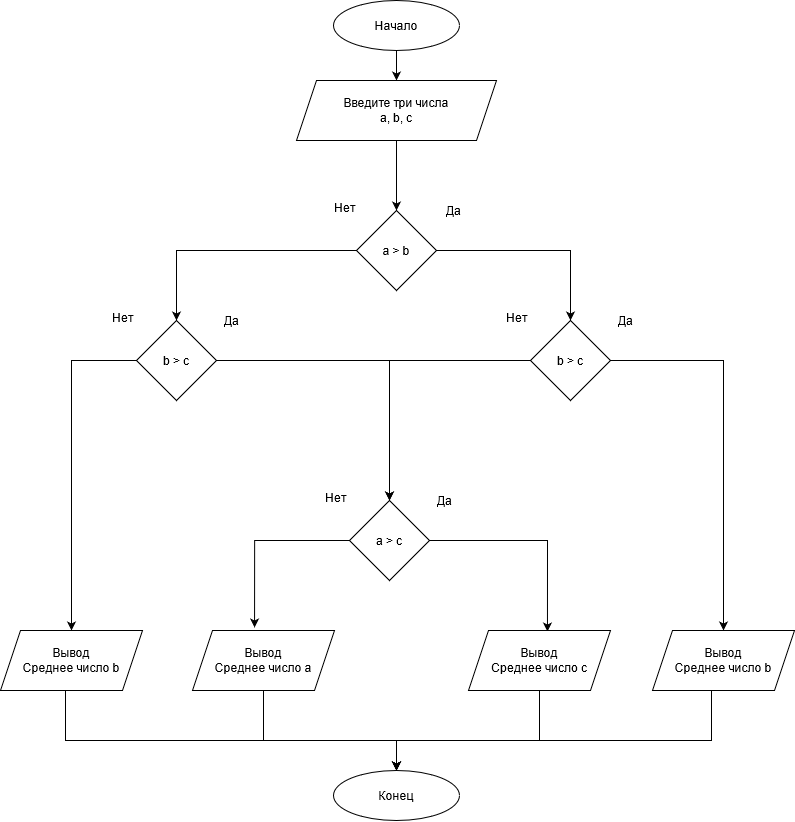 Начало
Введите три числа
a, b, c
Нет
Да
a > b
Нет
Да
Нет
Да
b > c
b > c
Нет
Да
a > c
Вывод
Среднее число b
Вывод
Среднее число a
Вывод
Среднее число c
Вывод
Среднее число b
Конец